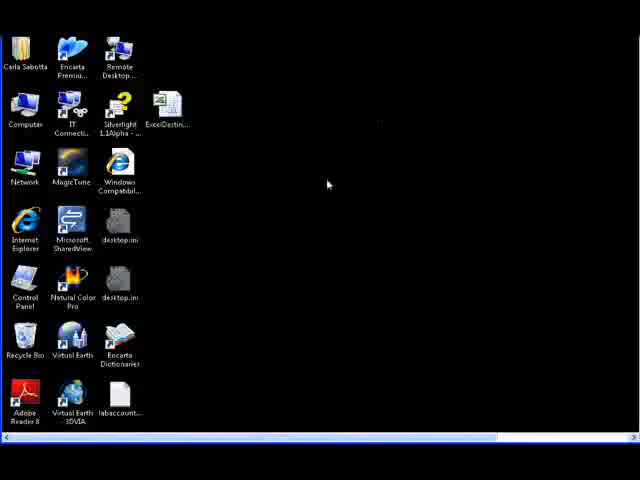 Carla Sabotta
Encarta
Premiu...
Remote
Desktop...
Computer
IT
Connecti...
Silverlight
1.1Alpha - ...
ExcelDestin...
Network
MagicTune
Windows
Compatibil...
Internet
Explorer
Microsoft
SharedView
desktop.ini
Control
Panel
Natural Color
Pro
desktop.ini
Recycle Bin
Virtual Earth
Encarta
Dictionaries
Adobe
Reader 8
Virtual Earth
- 3DVIA
labaccount...